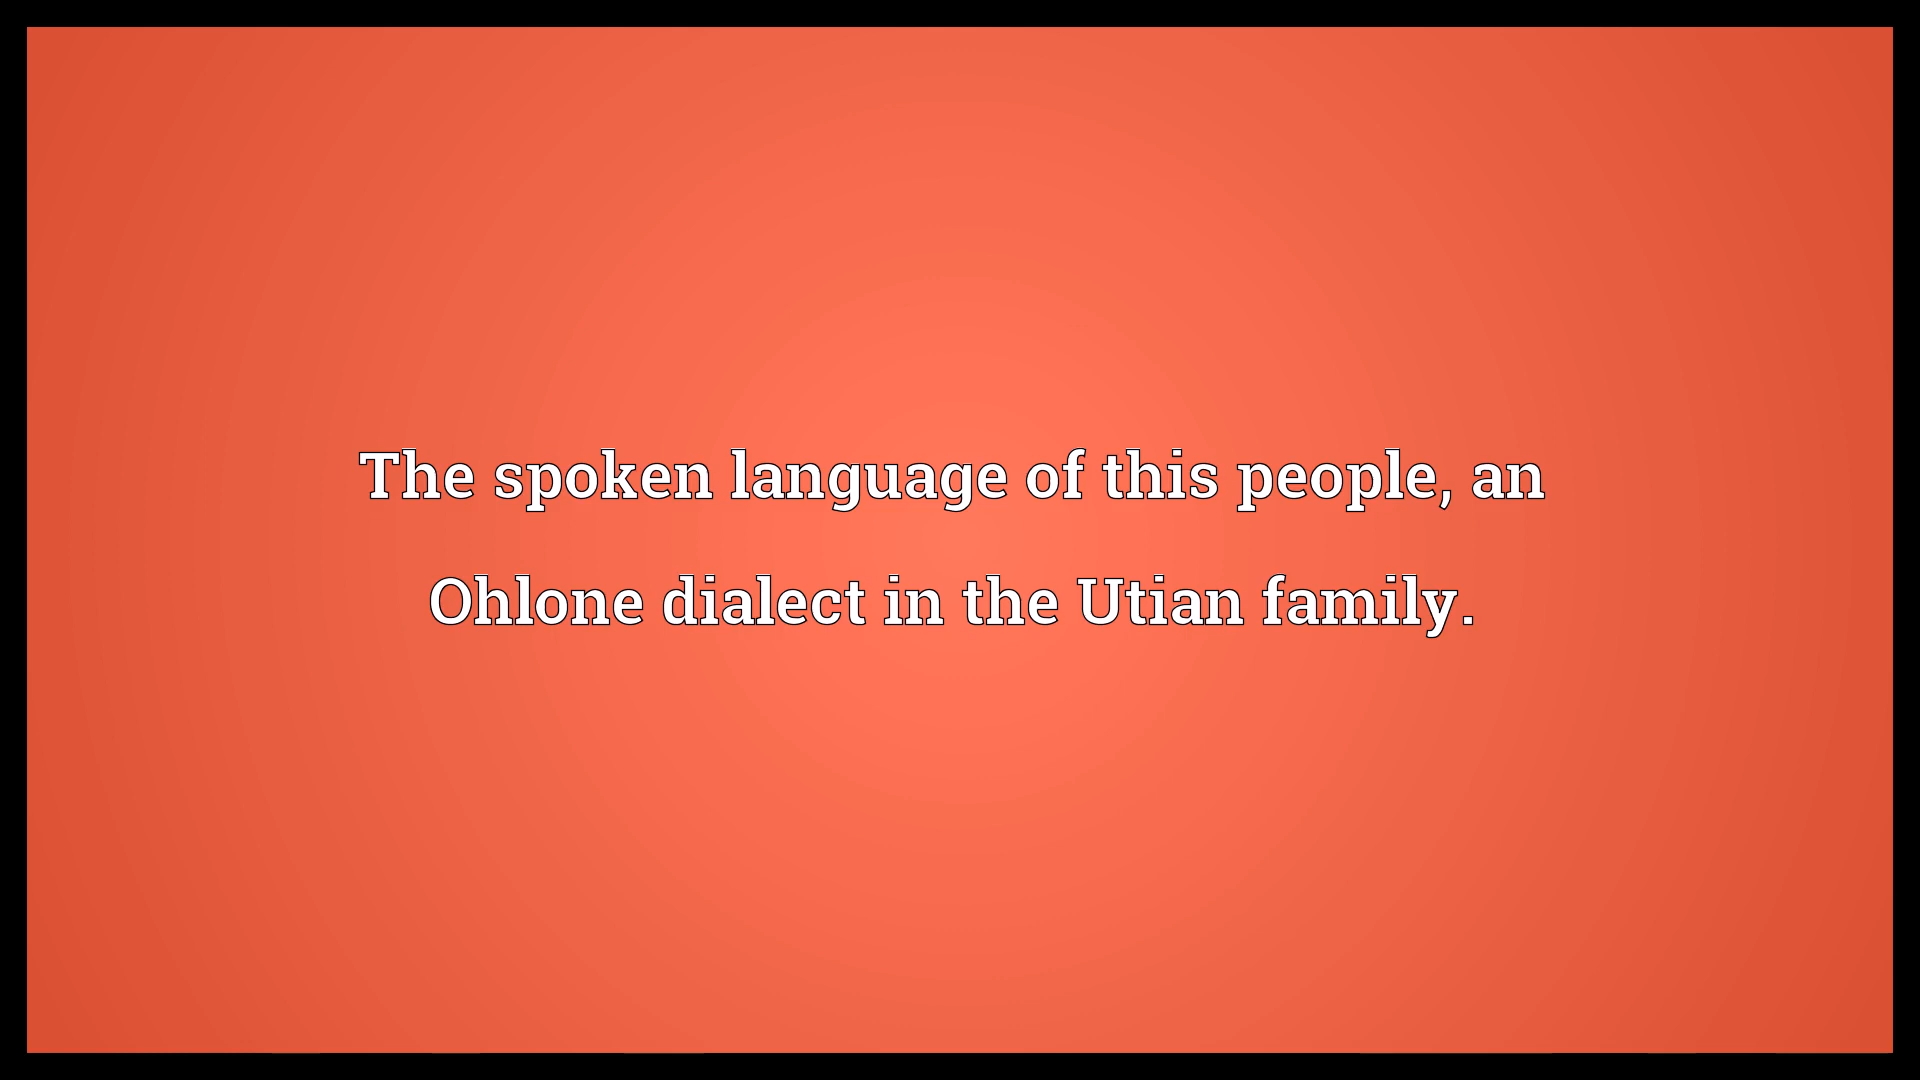 The spoken language of this people, an
Ohlone dialect in the Utian family.